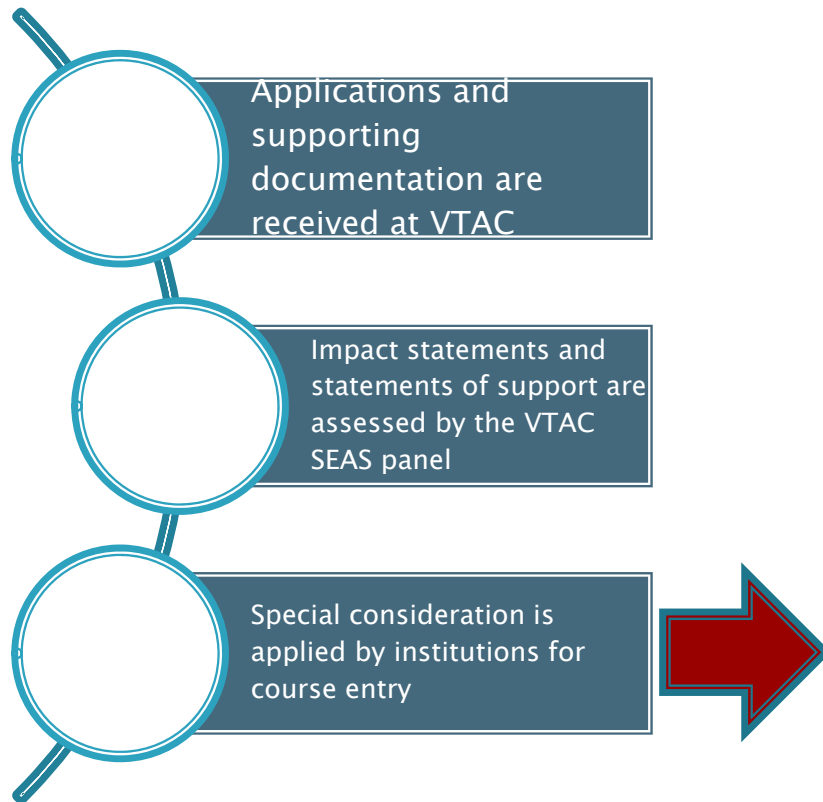 Applications and
supporting
documentation are
received at VTAC
Impact statements and
statements of support are
assessed by the VTAC
SEAS panel
Special consideration is
applied by institutions for
course entry